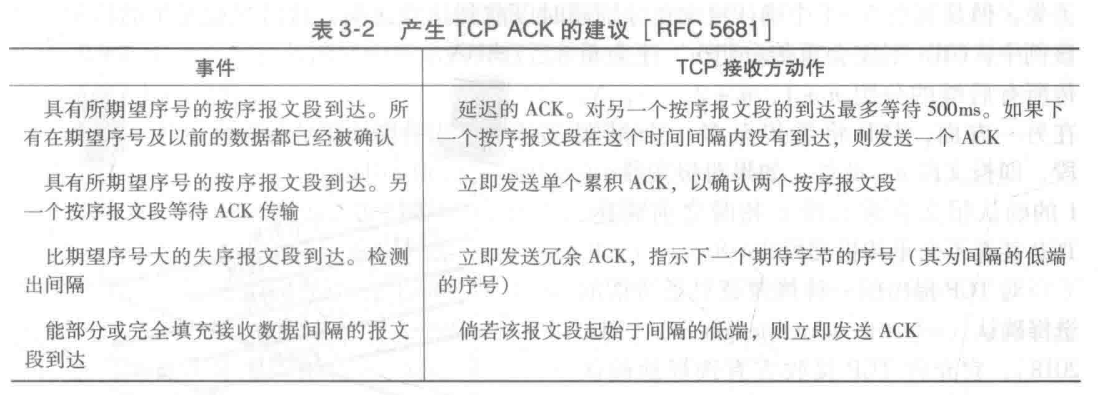 表 3-2 产生 TCP ACK 的建议 [RFC 5681]
事件
TCP 接收方动作
具有所期望序号的按序报文段到达。所
有在期望序号及以前的数据都已经被确认
延迟的 ACK。对另一个按序报文段的到达最多等待 500ms。如果下
一个按序报文段在这个时间间隔内没有到达，则发送一个 ACK
具有所期望序号的按序报文段到达。另
一个按序报文段等待 ACK 传输
立即发送单个累积 ACK，以确认两个按序报文段
比期望序号大的失序报文段到达。检测
出间隔
立即发送冗余 ACK，指示下一个期待字节的序号（其为间隔的低端
的序号）
能部分或完全填充接收数据间隔的报文
段到达
倘若该报文段起始于间隔的低端，则立即发送 ACK